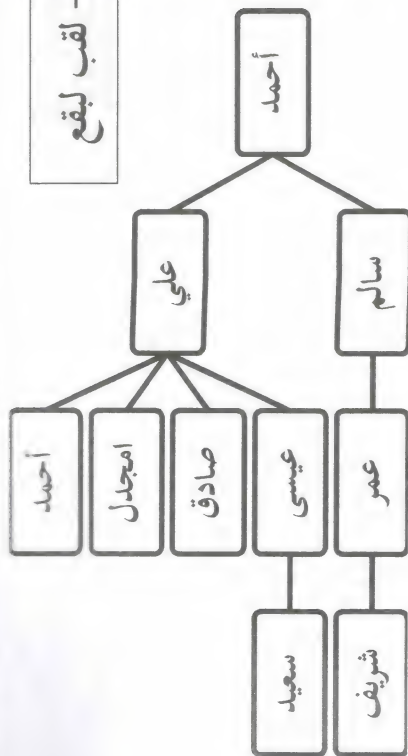 - لقب لبقع
أحمد
سالم
علي
عمر
عيسى
صادق
امجدل
أحمد
شريف
سعيد